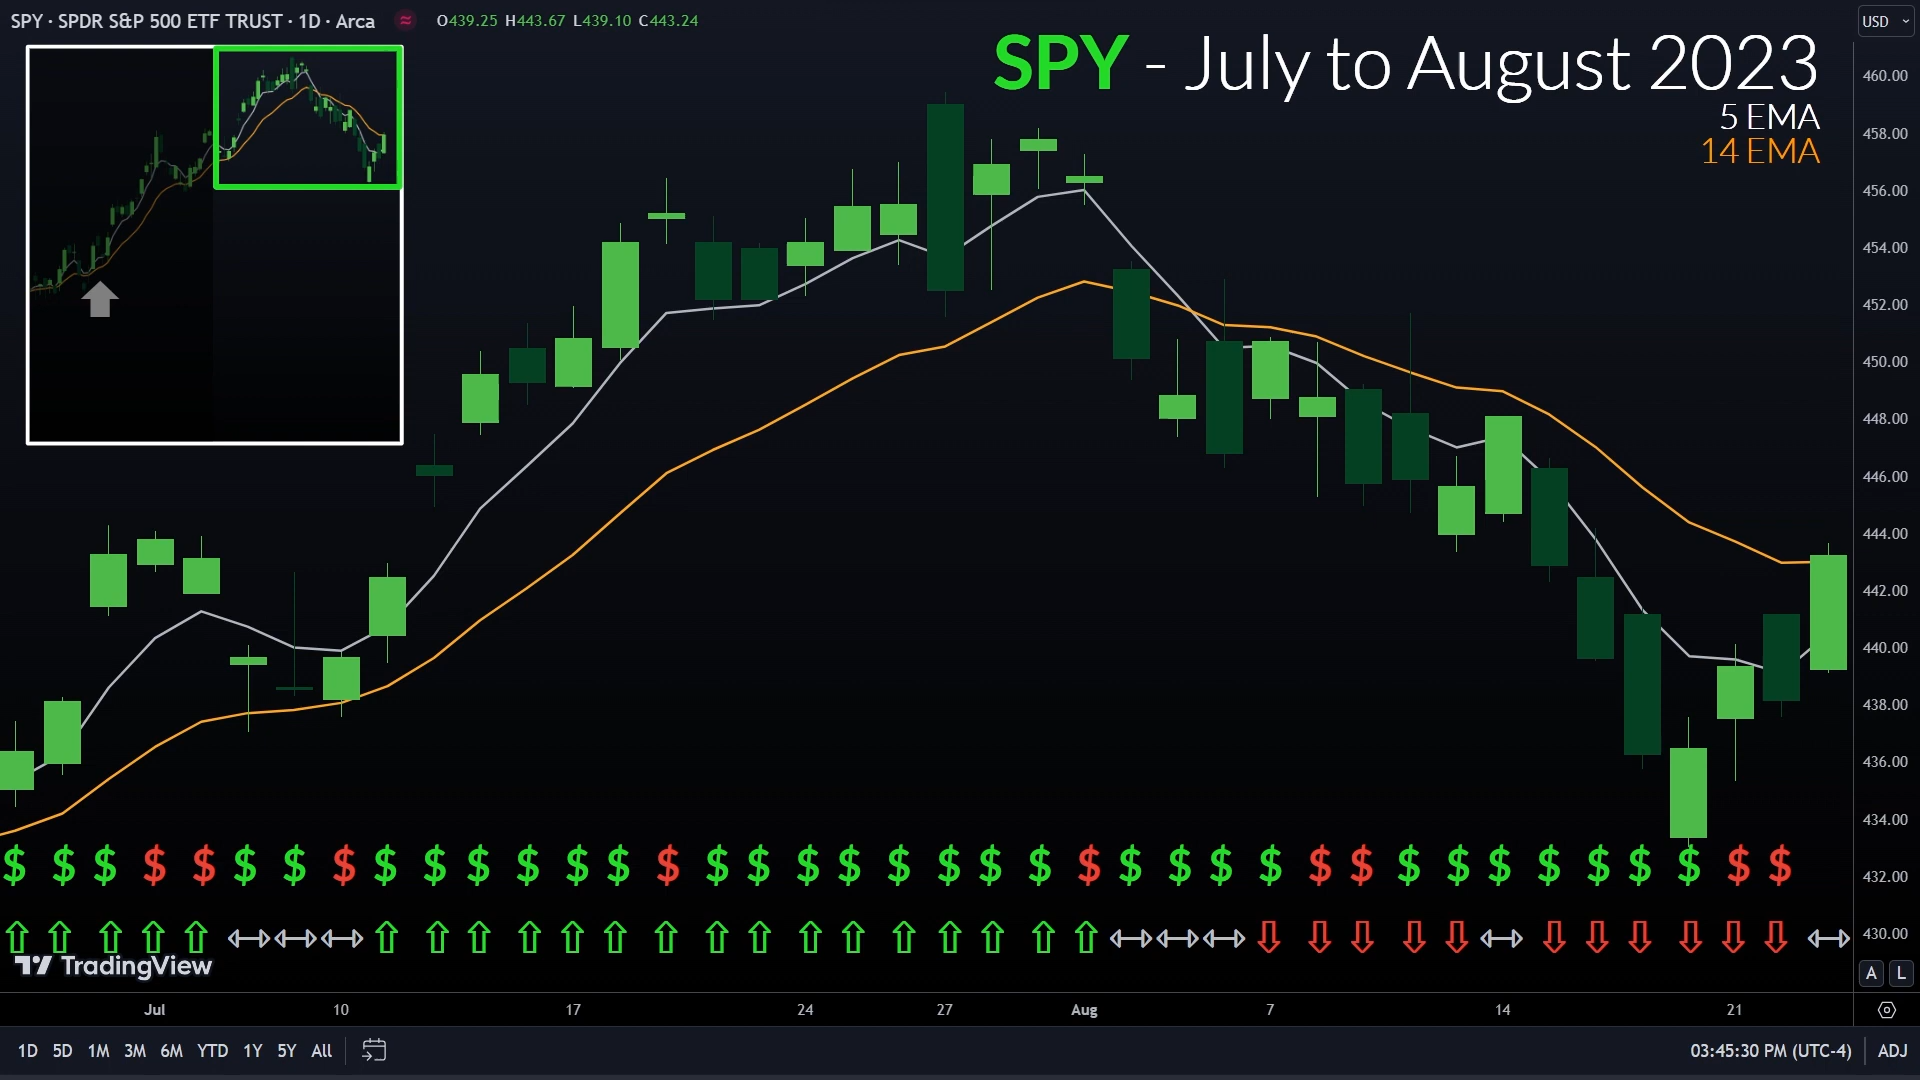 SPY · SPDR S&P 500 ETF TRUST · 1D · Arca ≈ O439.25 H443.67 L439.10 C443.24
USD
SPY - July to August 2023
5 EMA
14 EMA
460.00
458.00
456.00
454.00
452.00
450.00
448.00
446.00
444.00
442.00
440.00
438.00
436.00
434.00
432.00
430.00
$ $ $ $ $ $ $ $ $ $ $ $ $ $ $ $ $ $ $ $ $ $ $ $ $ $ $ $ $ $ $ $ $ $ $ $ $ $ $
TradingView
A L
Jul 10 17 24 27 Aug 7 14 21
1D 5D 1M 3M 6M YTD 1Y 5Y All
03:45:30 PM (UTC-4) ADJ